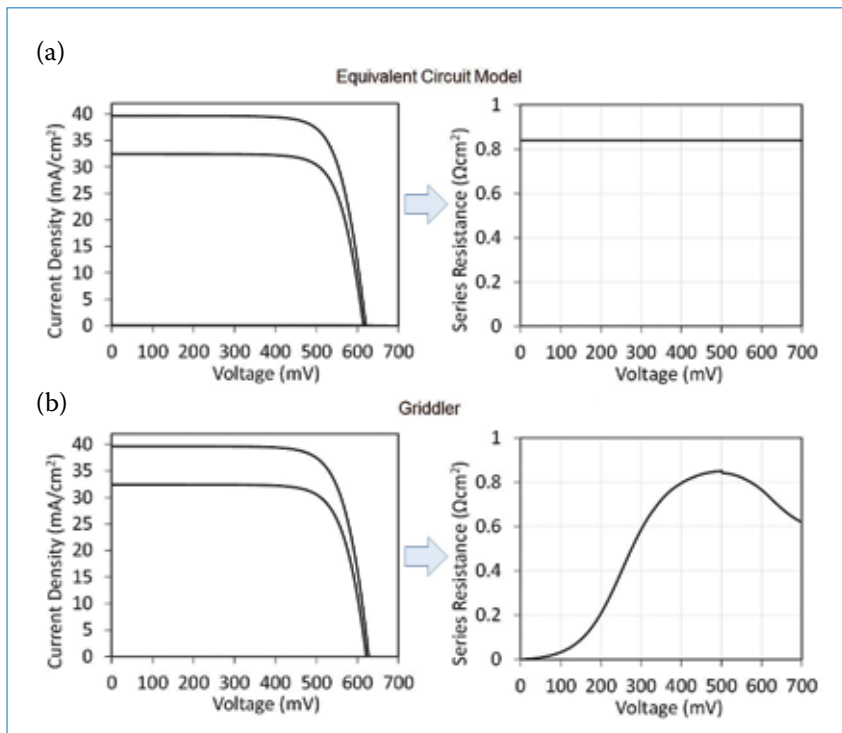 (a)
Equivalent Circuit Model
Current Density (mA/cm²)
40
35
30
25
20
15
10
5
0
0 100 200 300 400 500 600 700
Voltage (mV)
Series Resistance (Ωcm²)
1
0.8
0.6
0.4
0.2
0
0 100 200 300 400 500 600 700
Voltage (mV)
(b)
Griddler
Current Density (mA/cm²)
40
35
30
25
20
15
10
5
0
0 100 200 300 400 500 600 700
Voltage (mV)
Series Resistance (Ωcm²)
1
0.8
0.6
0.4
0.2
0
0 100 200 300 400 500 600 700
Voltage (mV)